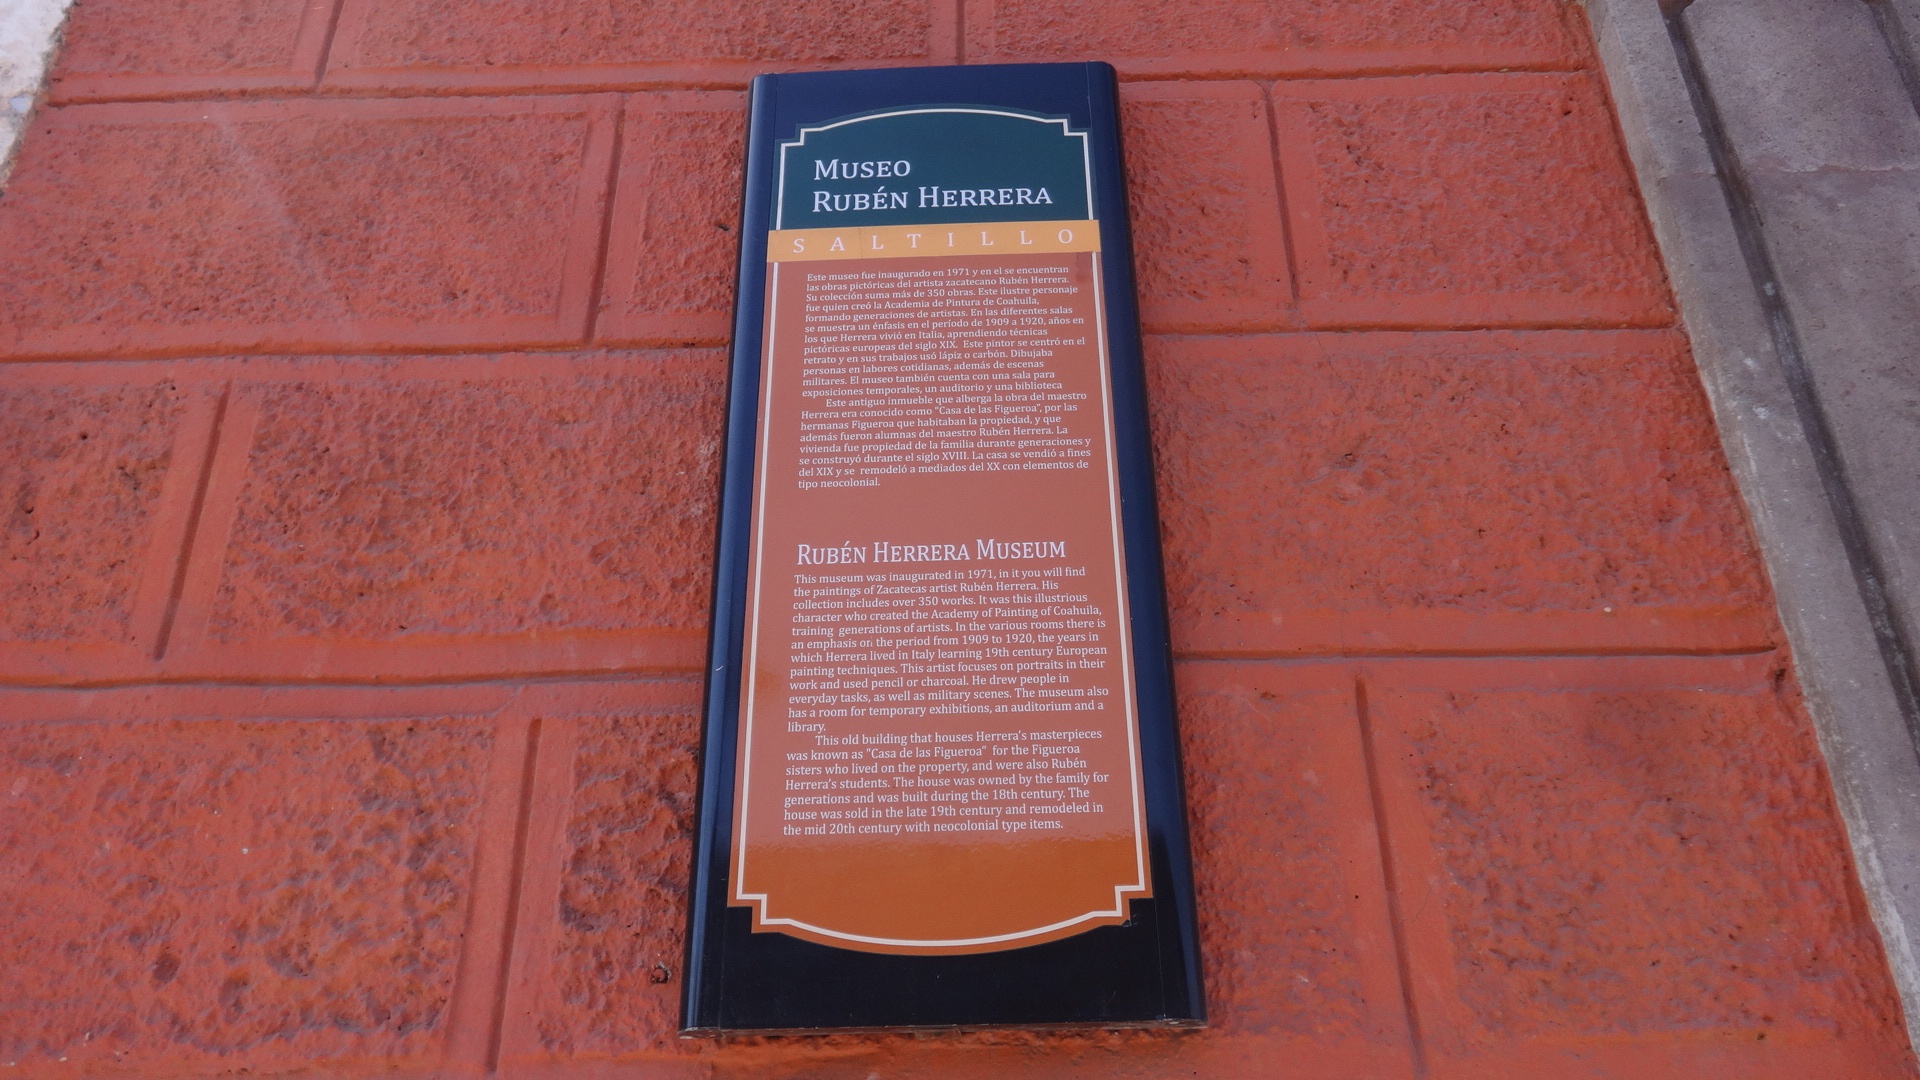 MUSEO
RUBÉN HERRERA
SALTILLO
Este museo fue inaugurado en 1971 y en el se encuentran
las obras pictóricas del artista zacatecano Rubén Herrera.
Su colección suma más de 350 obras. Este ilustre personaje
fue quien creó la Academia de Pintura de Coahuila,
formando generaciones de artistas. En las diferentes salas
se muestra un énfasis en el período de 1909 a 1920, años en
los que Herrera vivió en Italia, aprendiendo técnicas
pictóricas europeas del siglo XIX. Este pintor se centró en el
retrato y en sus trabajos usó lápiz o carbón. Dibujaba
personas en labores cotidianas, además de escenas
militares. El museo también cuenta con una sala para
exposiciones temporales, un auditorio y una biblioteca
Este antiguo inmueble que alberga la obra del maestro
Herrera era conocido como "Casa de las Figueroa", por las
hermanas Figueroa que habitaban la propiedad, y que
además fueron alumnas del maestro Rubén Herrera. La
vivienda fue propiedad de la familia durante generaciones y
se construyó durante el siglo XVIII. La casa se vendió a fines
del XIX y se remodeló a mediados del XX con elementos de
tipo neocolonial.
RUBÉN HERRERA MUSEUM
This museum was inaugurated in 1971, in it you will find
the paintings of Zacatecas artist Rubén Herrera. His
collection includes over 350 works. It was this illustrious
character who created the Academy of Painting of Coahuila,
training generations of artists. In the various rooms there is
an emphasis on the period from 1909 to 1920, the years in
which Herrera lived in Italy learning 19th century European
painting techniques. This artist focuses on portraits in their
work and used pencil or charcoal. He drew people in
everyday tasks, as well as military scenes. The museum also
has a room for temporary exhibitions, an auditorium and a
library.
This old building that houses Herrera's masterpieces
was known as "Casa de las Figueroa" for the Figueroa
sisters who lived on the property, and were also Rubén
Herrera's students. The house was owned by the family for
generations and was built during the 18th century. The
house was sold in the late 19th century and remodeled in
the mid 20th century with neocolonial type items.